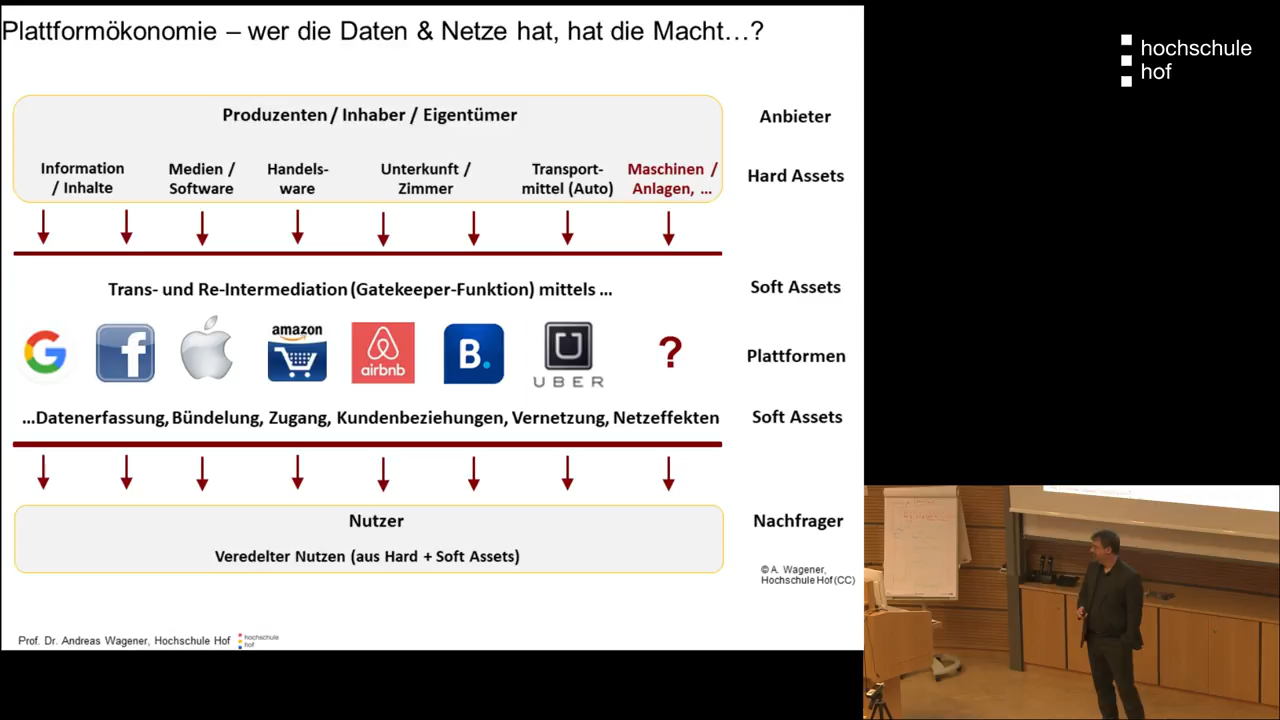 Plattformökonomie – wer die Daten & Netze hat, hat die Macht…?
hochschule
hof
Produzenten / Inhaber / Eigentümer
Anbieter
Information
/ Inhalte
Medien /
Software
Handels-
ware
Unterkunft /
Zimmer
Transport-
mittel (Auto)
Maschinen /
Anlagen, ...
Hard Assets
Trans- und Re-Intermediation (Gatekeeper-Funktion) mittels ...
Soft Assets
G
f
amazon
airbnb
B.
U
UBER
?
Plattformen
...Datenerfassung, Bündelung, Zugang, Kundenbeziehungen, Vernetzung, Netzeffekten
Soft Assets
Nutzer
Nachfrager
Veredelter Nutzen (aus Hard + Soft Assets)
© A. Wagener,
Hochschule Hof (CC)
Prof. Dr. Andreas Wagener, Hochschule Hof
hochschule
hof